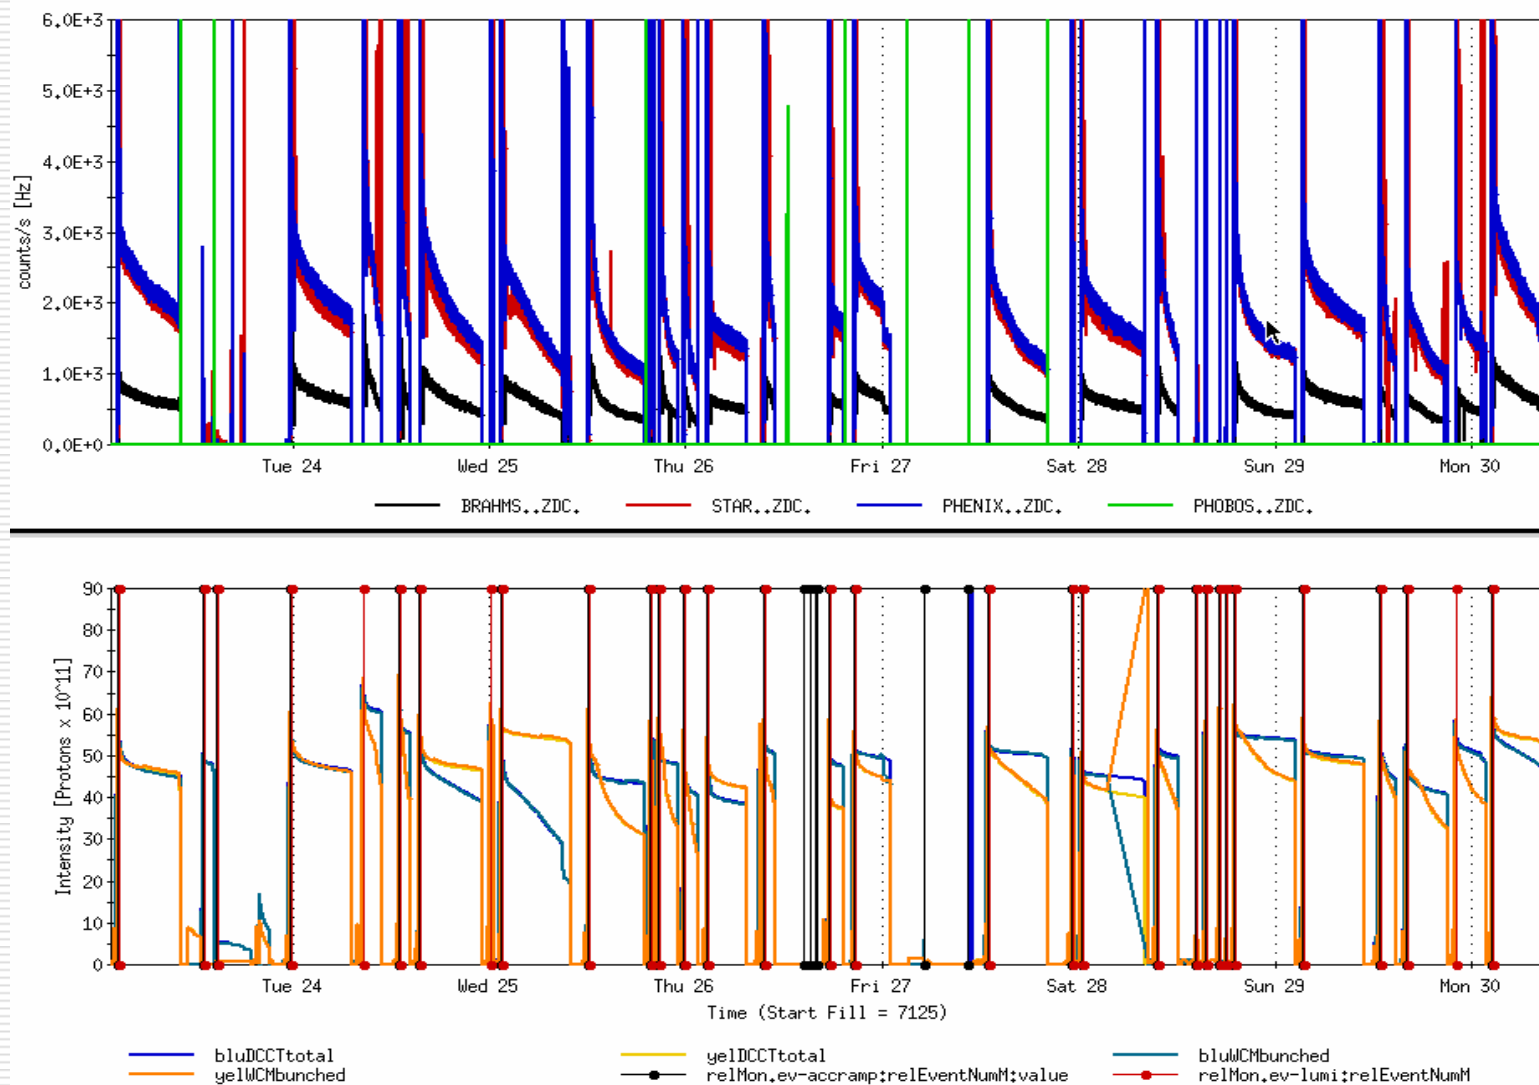 6.0E+3
5.0E+3
4.0E+3
3.0E+3
2.0E+3
1.0E+3
0.0E+0
counts/s [Hz]
Tue 24 Wed 25 Thu 26 Fri 27 Sat 28 Sun 29 Mon 30
BRAHMS..ZDC. STAR..ZDC. PHENIX..ZDC. PHOBOS..ZDC.
90
80
70
60
50
40
30
20
10
0
Intensity [Protons x 10^11]
Tue 24 Wed 25 Thu 26 Fri 27 Sat 28 Sun 29 Mon 30
Time (Start Fill = 7125)
bluDCCTtotal yelDCCTtotal bluWCMbunched
yelWCMbunched relMon.ev-accramp:relEventNumM:value relMon.ev-lumi:relEventNumM